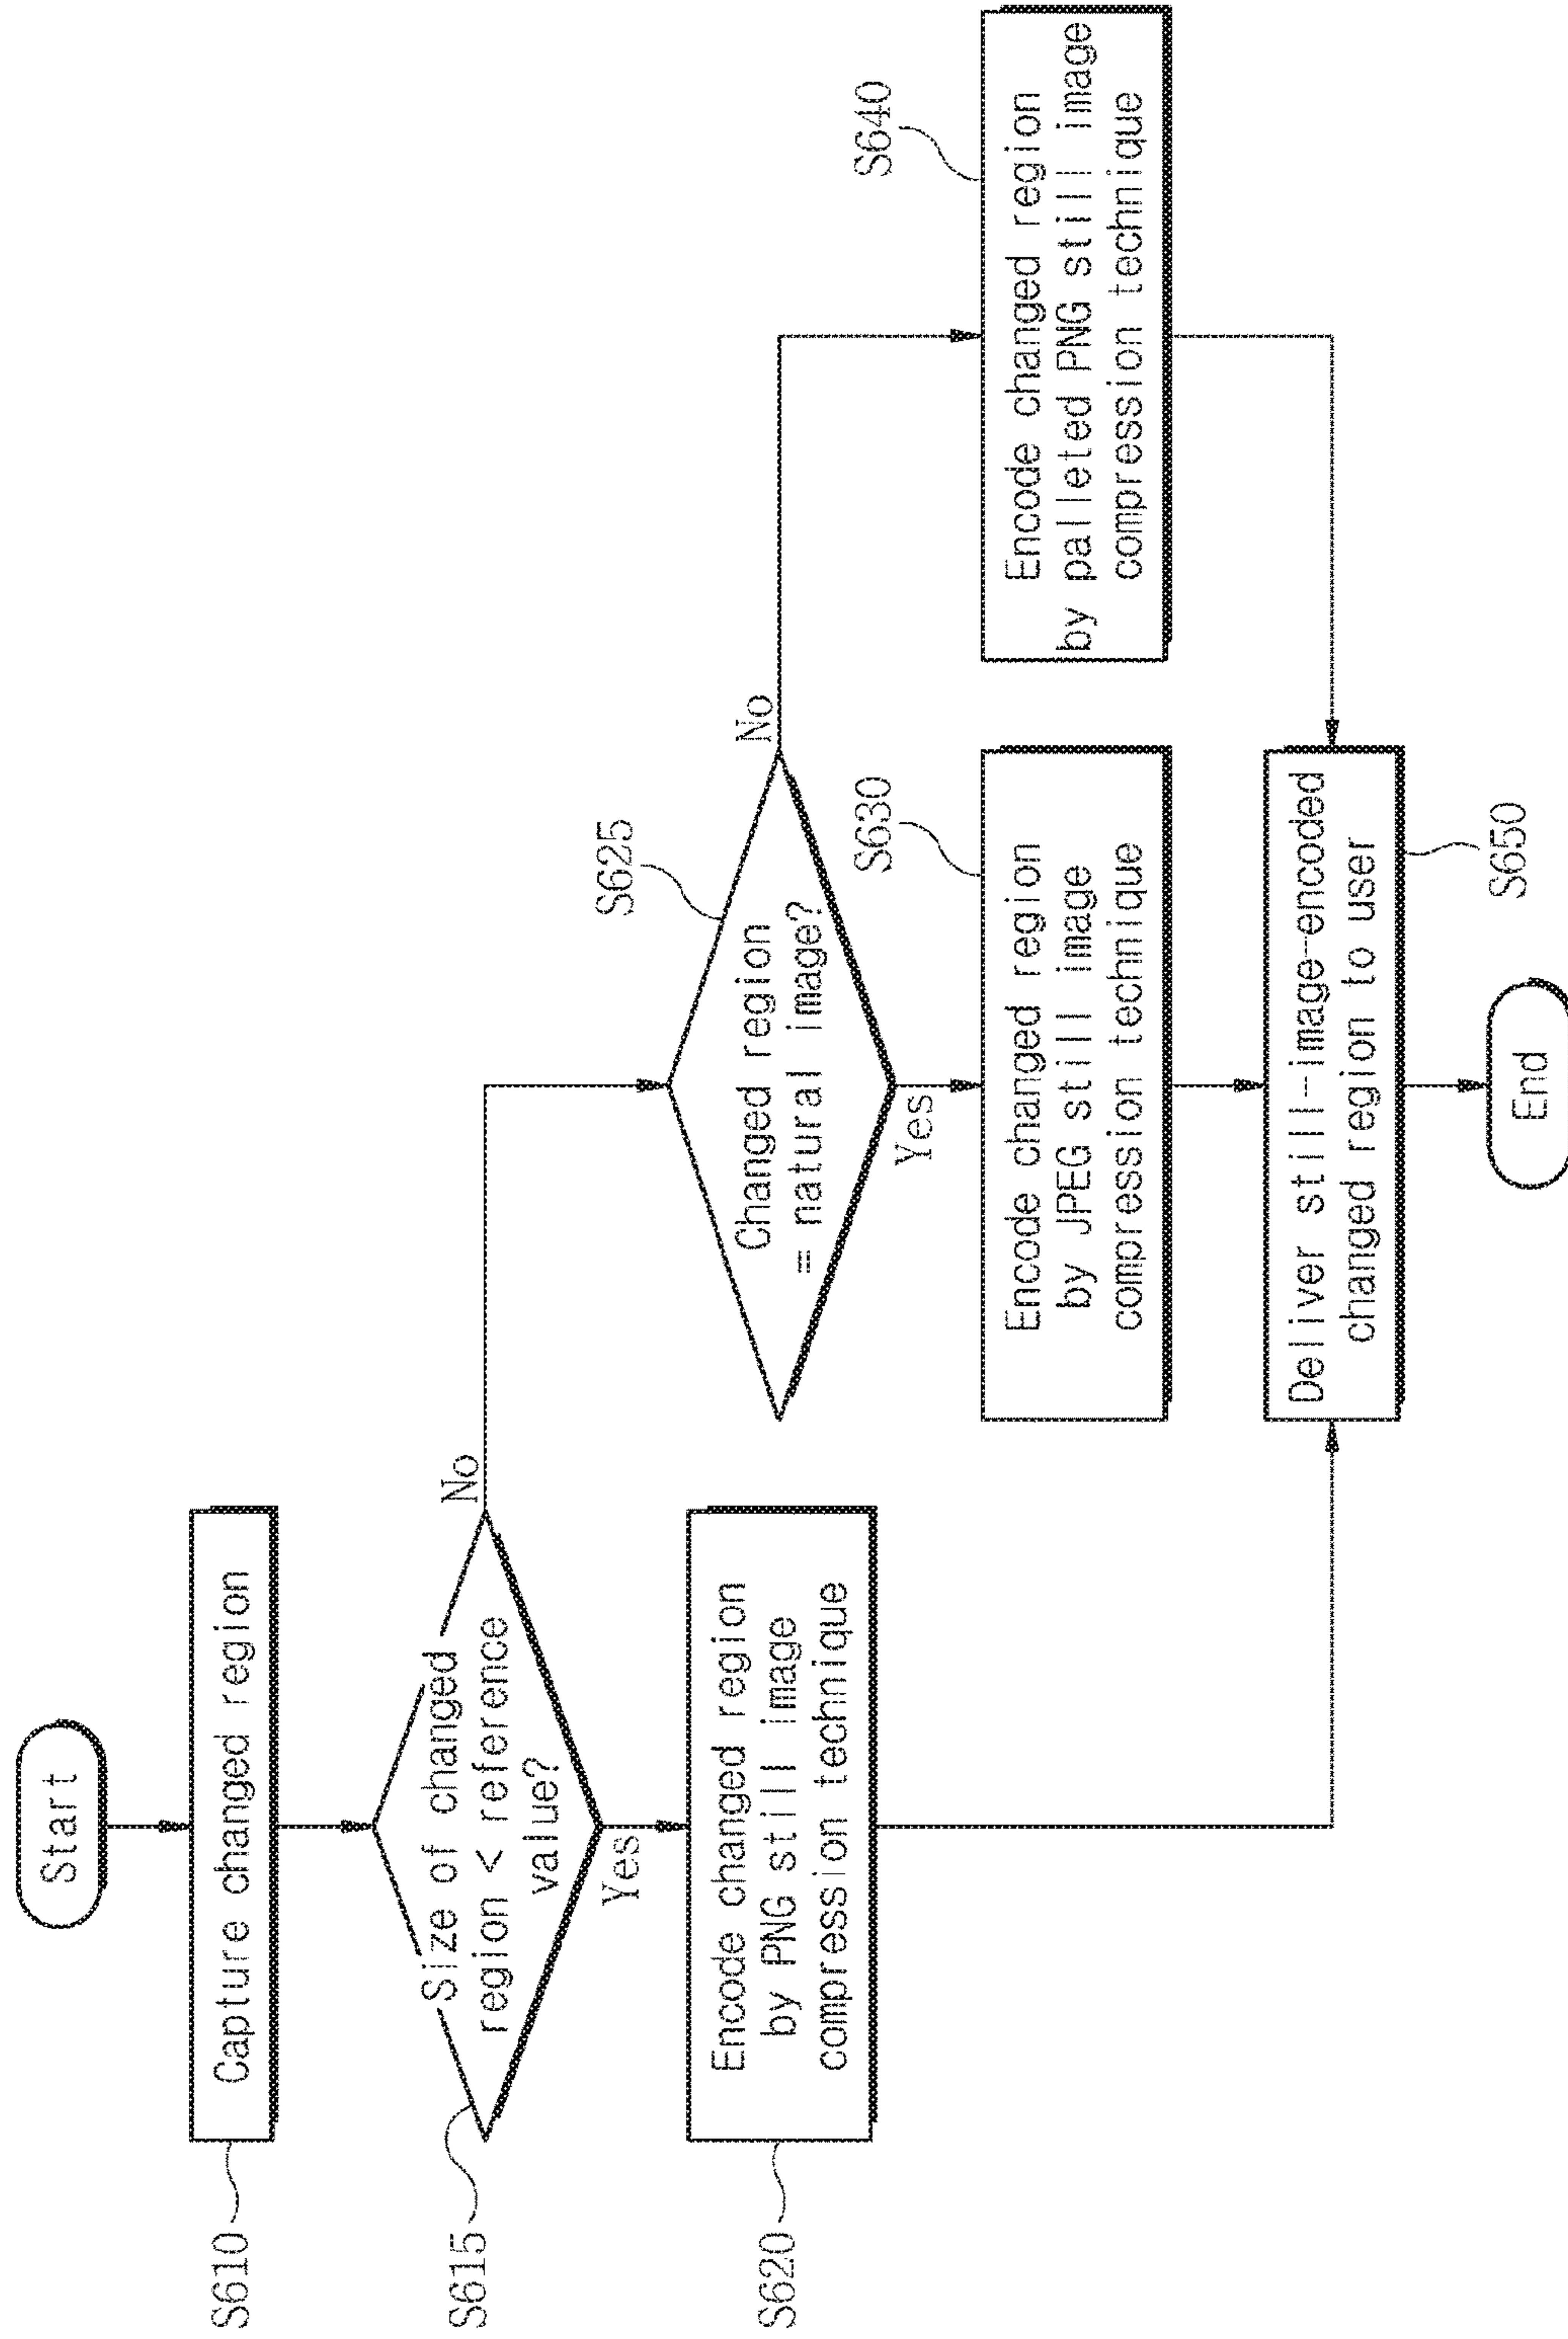 Start
S610
Capture changed region
S615
Size of changed
region < reference
value?
No
Yes
S620
Encode changed region
by PNG still image
compression technique
S625
Changed region
= natural image?
No
Yes
S630
Encode changed region
by JPEG still image
compression technique
S640
Encode changed region
by palleted PNG still image
compression technique
Deliver still-image-encoded
changed region to user
S650
End